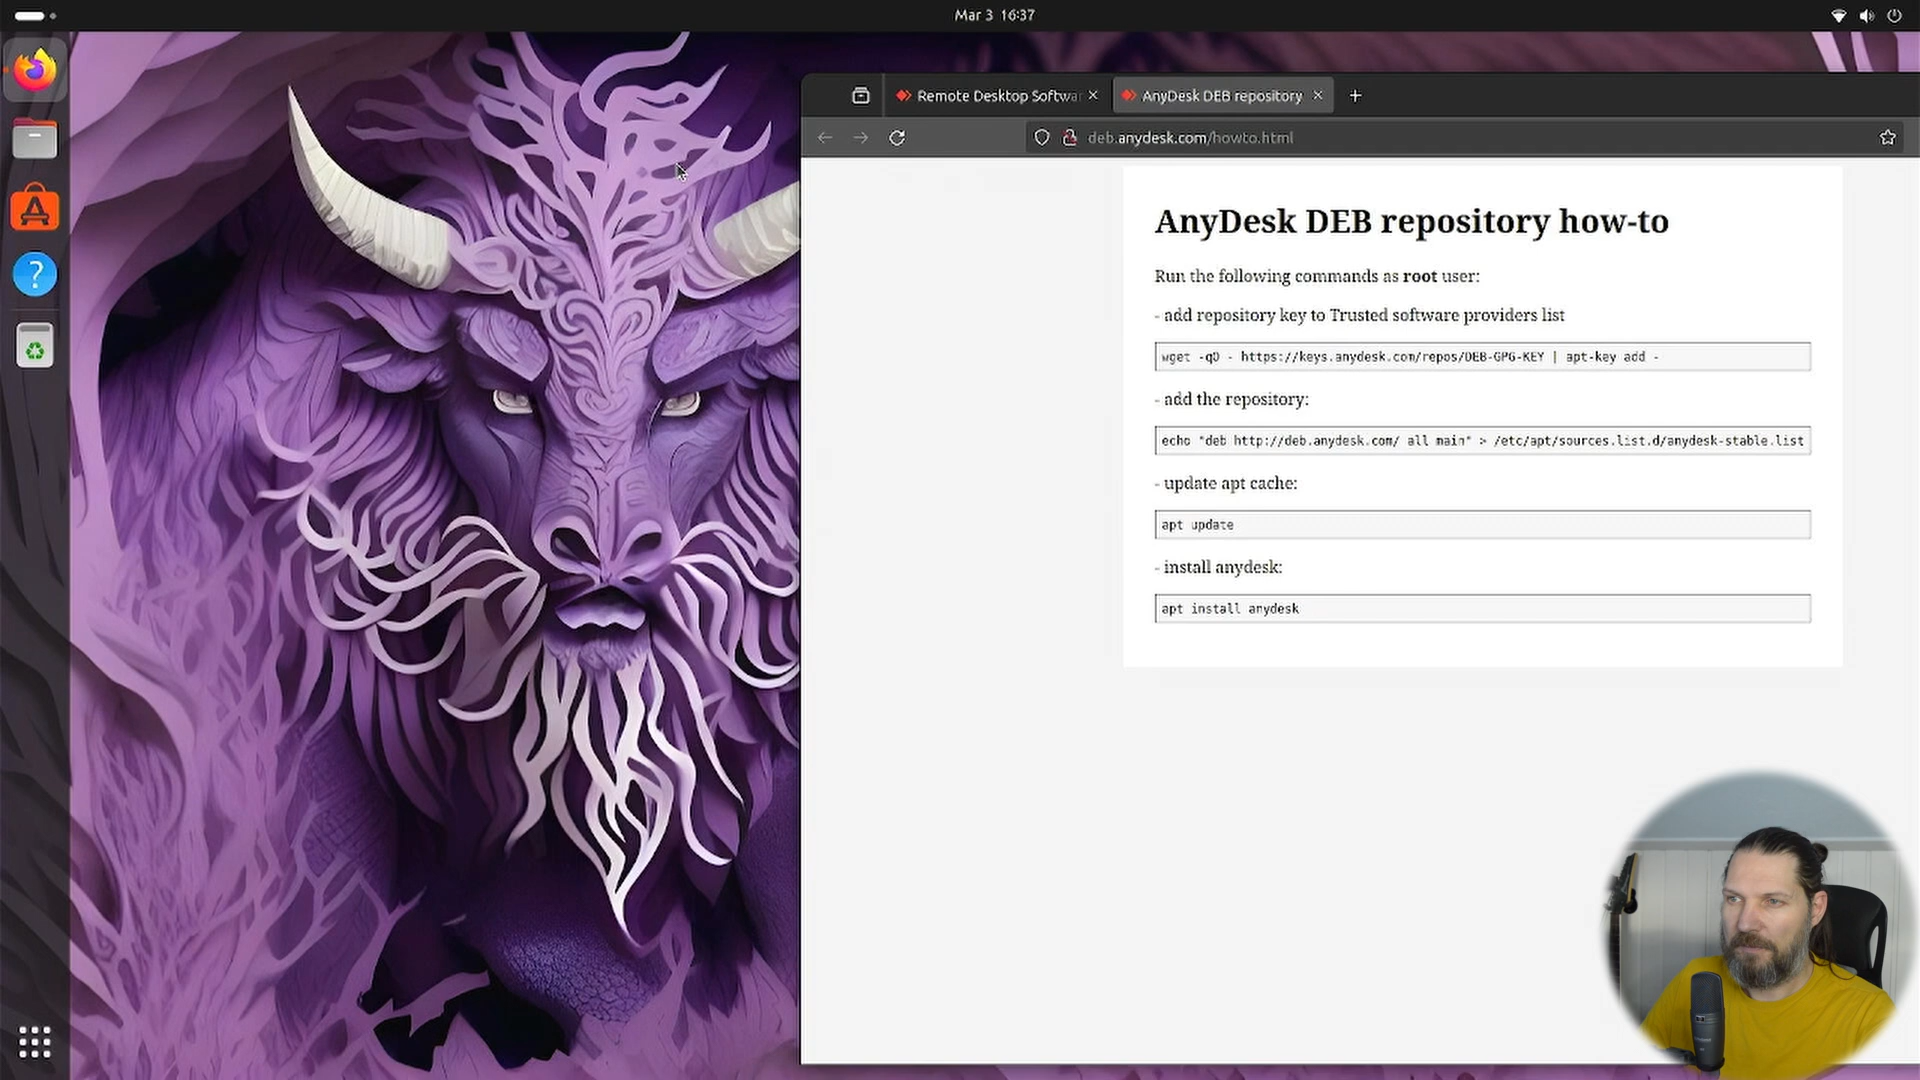 Mar 3 16:37
Remote Desktop Softwa
AnyDesk DEB repository
deb.anydesk.com/howto.html
AnyDesk DEB repository how-to
Run the following commands as root user:
- add repository key to Trusted software providers list
wget -qO - https://keys.anydesk.com/repos/DEB-GPG-KEY | apt-key add -
- add the repository:
echo "deb http://deb.anydesk.com/ all main" > /etc/apt/sources.list.d/anydesk-stable.list
- update apt cache:
apt update
- install anydesk:
apt install anydesk